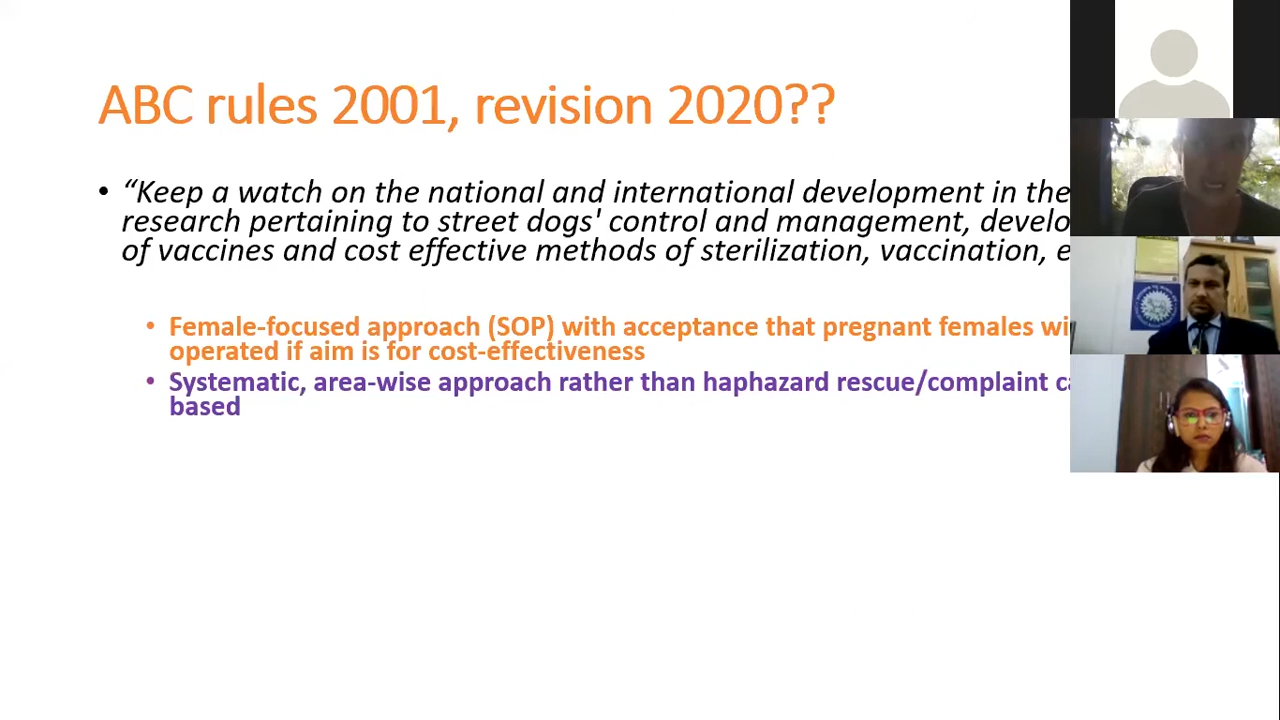 ABC rules 2001, revision 2020??
• “Keep a watch on the national and international development in the
research pertaining to street dogs' control and management,
of vaccines and cost effective methods of sterilization, vaccination,
• Female-focused approach (SOP) with acceptance that pregnant females
operated if aim is for cost-effectiveness
• Systematic, area-wise approach rather than haphazard rescue/complaint
based